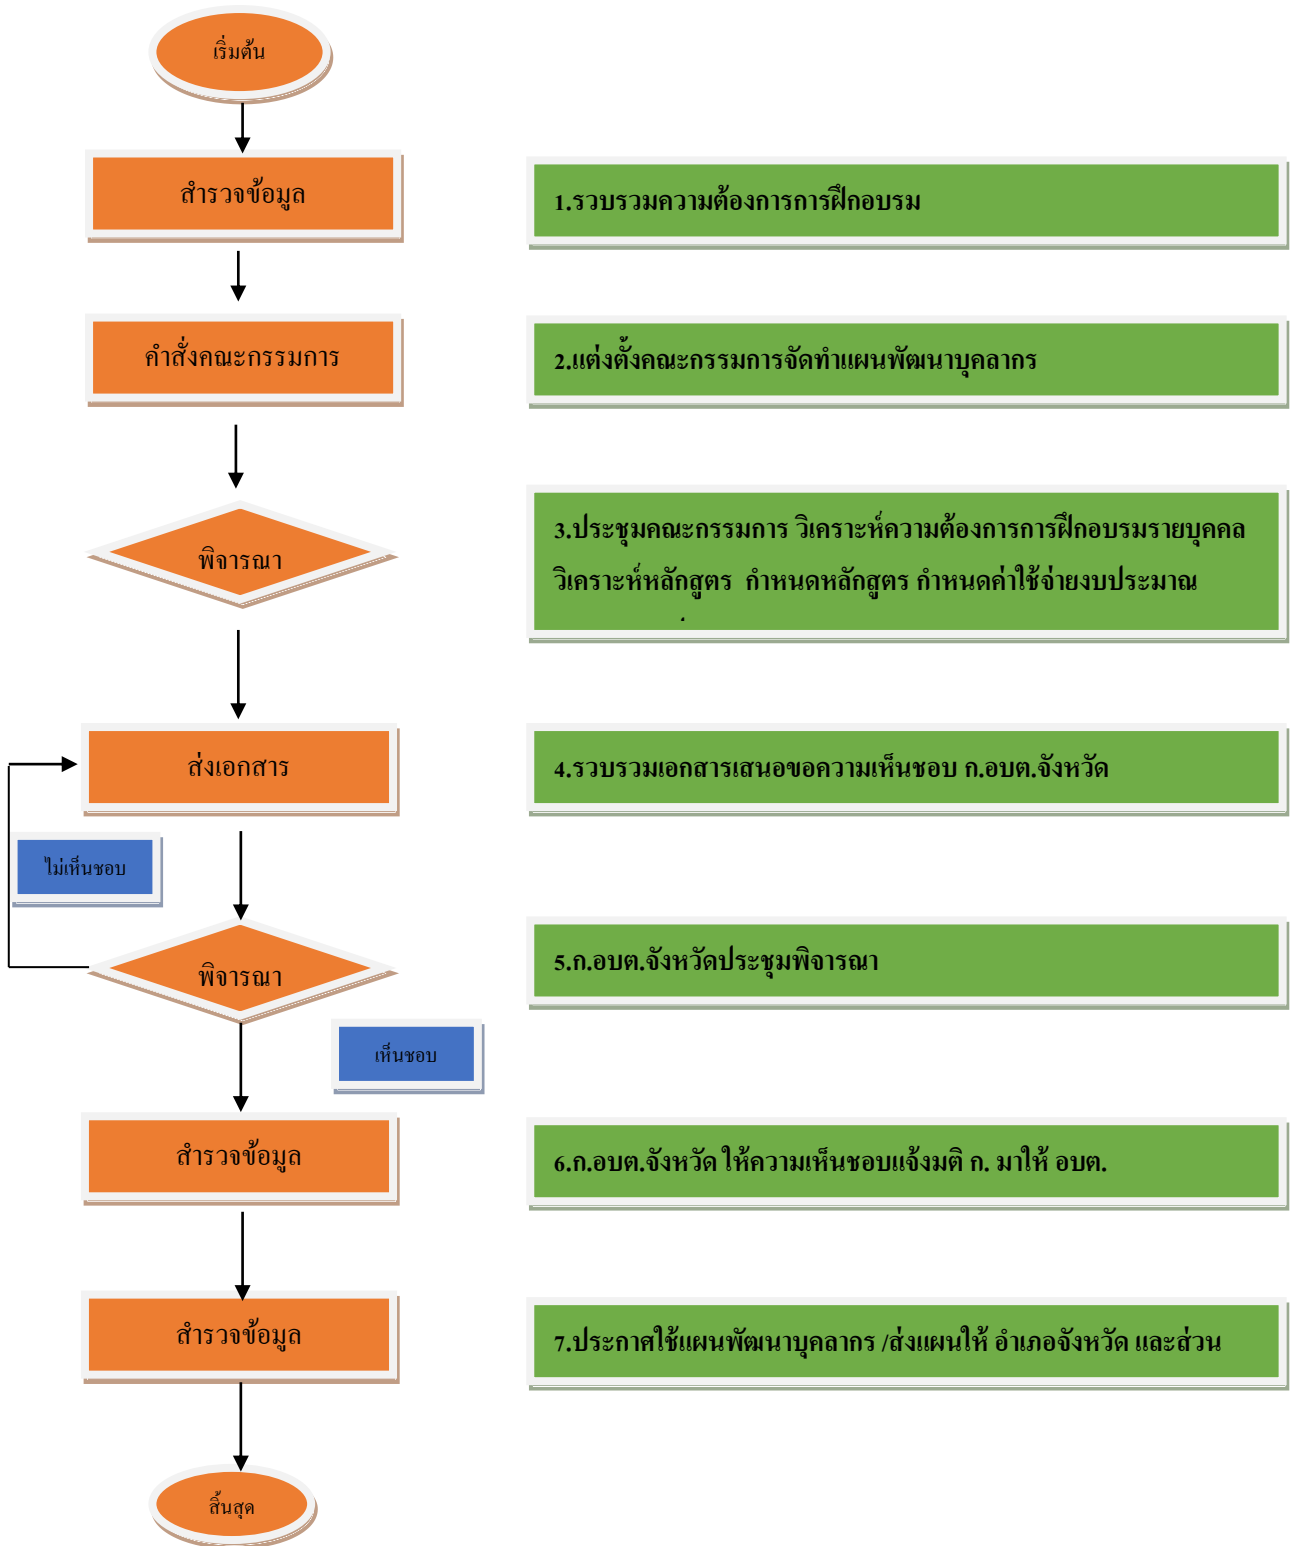 เริ่มต้น
สำรวจข้อมูล
1.รวบรวมความต้องการการฝึกอบรม
คำสั่งคณะกรรมการ
2.แต่งตั้งคณะกรรมการจัดทำแผนพัฒนาบุคลากร
พิจารณา
3.ประชุมคณะกรรมการ วิเคราะห์ความต้องการการฝึกอบรมรายบุคคล
วิเคราะห์หลักสูตร กำหนดหลักสูตร กำหนดค่าใช้จ่ายงบประมาณ
ส่งเอกสาร
4.รวบรวมเอกสารเสนอขอความเห็นชอบ ก.อบต.จังหวัด
ไม่เห็นชอบ
พิจารณา
5.ก.อบต.จังหวัดประชุมพิจารณา
เห็นชอบ
สำรวจข้อมูล
6.ก.อบต.จังหวัด ให้ความเห็นชอบแจ้งมติ ก. มาให้ อบต.
สำรวจข้อมูล
7.ประกาศใช้แผนพัฒนาบุคลากร /ส่งแผนให้ อำเภอจังหวัด และส่วน
สิ้นสุด